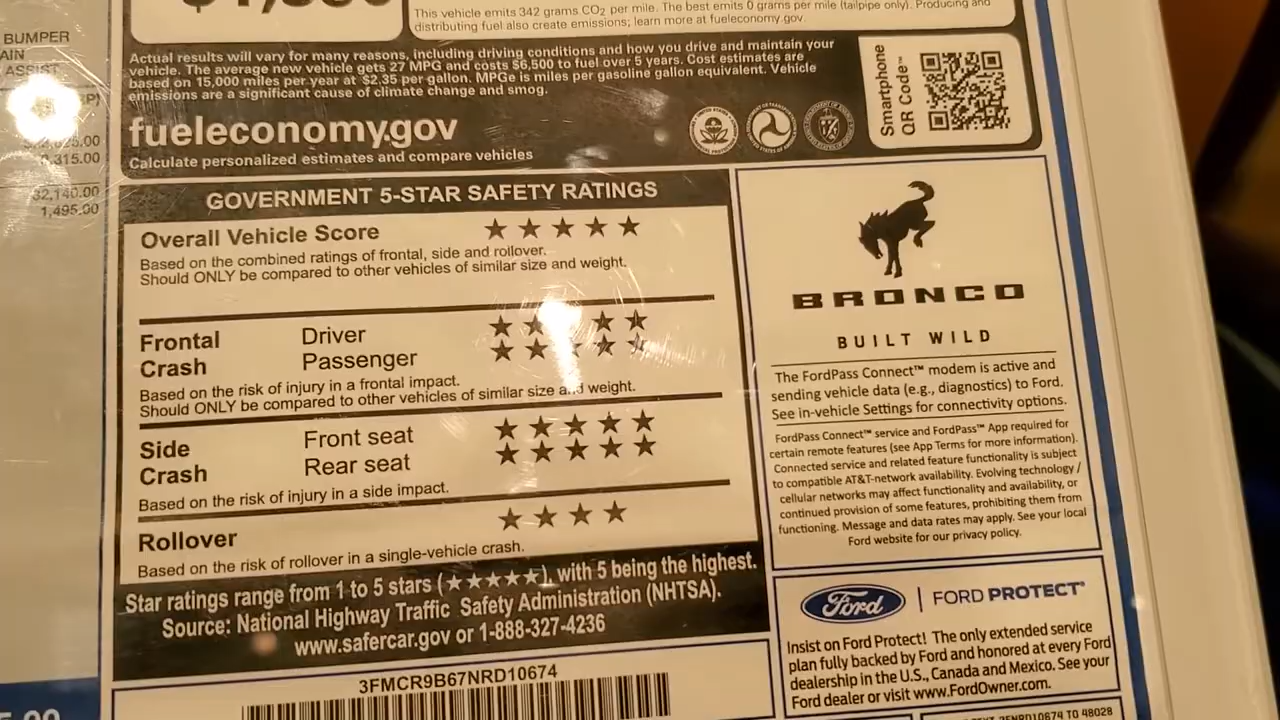 This vehicle emits 342 grams CO2 per mile. The best emits 0 grams per mile (tailpipe only). Producing and
distributing fuel also create emissions; learn more at fueleconomy.gov.
BUMPER
ASSIST
315.00
32,140.00
1,495.00
Actual results will vary for many reasons, including driving conditions and how you drive and maintain your
vehicle. The average new vehicle gets 27 MPG and costs $6,500 to fuel over 5 years. Cost estimates are
based on 15,000 miles per year at $2.35 per gallon. MPGe is miles per gasoline gallon equivalent. Vehicle
emissions are a significant cause of climate change and smog.
fueleconomy.gov
Calculate personalized estimates and compare vehicles
Smartphone
QR Code™
GOVERNMENT 5-STAR SAFETY RATINGS
Overall Vehicle Score ★★★★★
Based on the combined ratings of frontal, side and rollover.
Should ONLY be compared to other vehicles of similar size and weight.
Frontal Driver
Crash Passenger
Based on the risk of injury in a frontal impact.
Should ONLY be compared to other vehicles of similar size and weight.
Side Front seat ★★★★★
Crash Rear seat ★★★★★
Based on the risk of injury in a side impact.
Rollover ★★★★
Based on the risk of rollover in a single-vehicle crash.
Star ratings range from 1 to 5 stars (★★★★★), with 5 being the highest.
Source: National Highway Traffic Safety Administration (NHTSA).
www.safercar.gov or 1-888-327-4236
3FMCR9B67NRD10674
BRONCO
BUILT WILD
The FordPass Connect™ modem is active and
sending vehicle data (e.g., diagnostics) to Ford.
See in-vehicle Settings for connectivity options.
FordPass Connect™ service and FordPass™ App required for
certain remote features (see App Terms for more information).
Connected service and related feature functionality is subject
to compatible AT&T-network availability. Evolving technology /
cellular networks may affect functionality and availability, or
continued provision of some features, prohibiting them from
functioning. Message and data rates may apply. See your local
Ford website for our privacy policy.
Ford | FORD PROTECT
Insist on Ford Protect! The only extended service
plan fully backed by Ford and honored at every Ford
dealership in the U.S., Canada and Mexico. See your
Ford dealer or visit www.FordOwner.com.
TO 48028